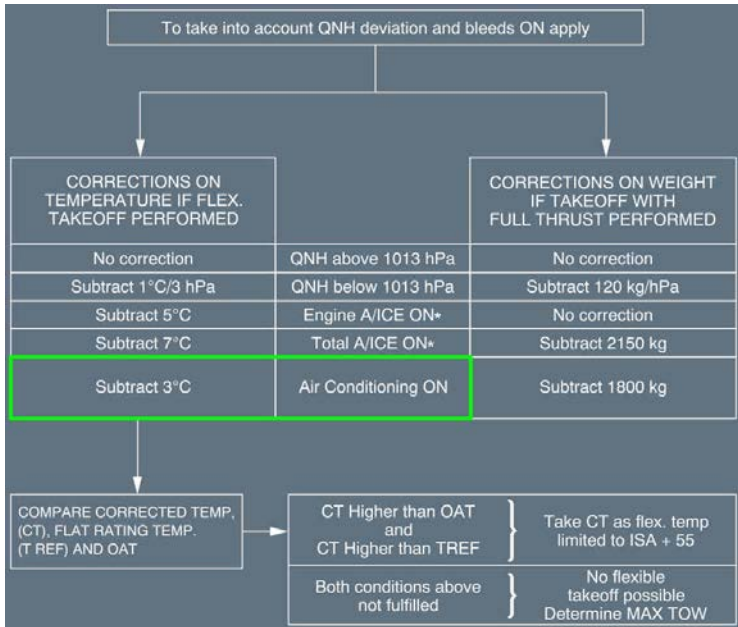 To take into account QNH deviation and bleeds ON apply
CORRECTIONS ON
TEMPERATURE IF FLEX.
TAKEOFF PERFORMED
CORRECTIONS ON WEIGHT
IF TAKEOFF WITH
FULL THRUST PERFORMED
No correction
QNH above 1013 hPa
No correction
Subtract 1°C/3 hPa
QNH below 1013 hPa
Subtract 120 kg/hPa
Subtract 5°C
Engine A/ICE ON*
No correction
Subtract 7°C
Total A/ICE ON*
Subtract 2150 kg
Subtract 3°C
Air Conditioning ON
Subtract 1800 kg
COMPARE CORRECTED TEMP,
(CT), FLAT RATING TEMP.
(T REF) AND OAT
CT Higher than OAT
and
CT Higher than TREF
Take CT as flex. temp
limited to ISA + 55
Both conditions above
not fulfilled
No flexible
takeoff possible
Determine MAX TOW